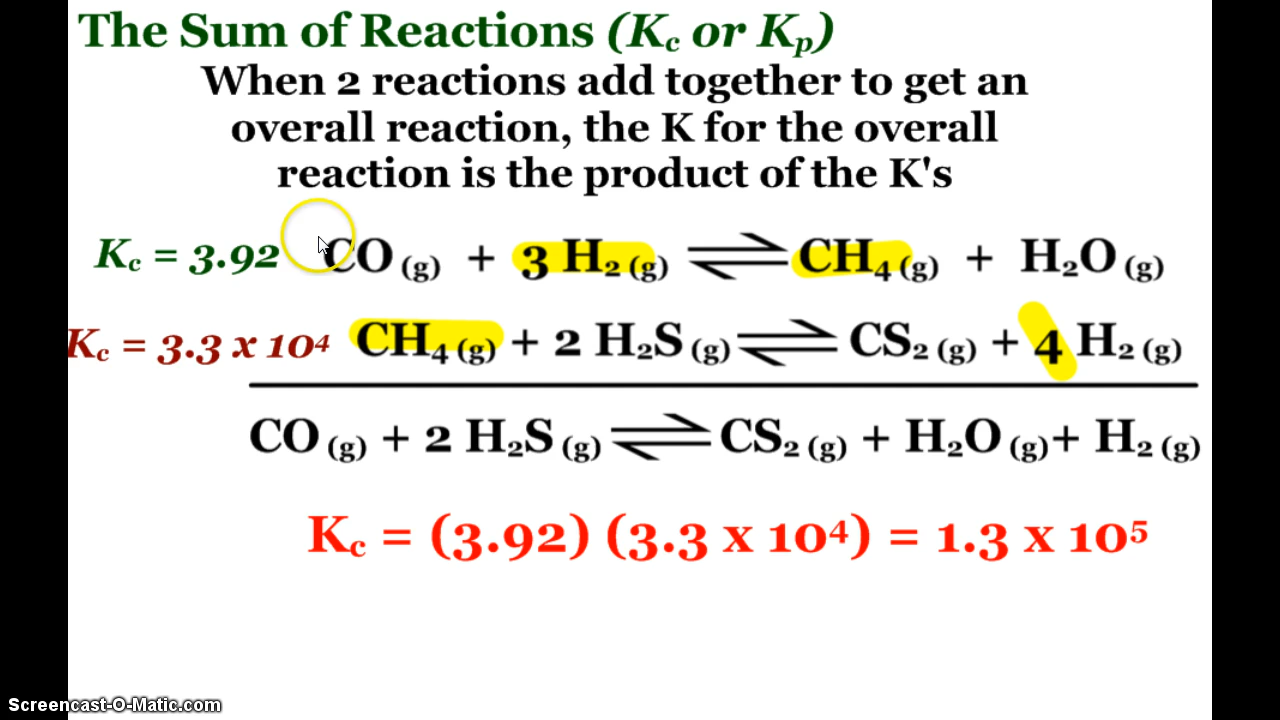 The Sum of Reactions (Kc or Kp)
When 2 reactions add together to get an
overall reaction, the K for the overall
reaction is the product of the K's
Kc = 3.92 CO (g) + 3 H₂ (g) ⇌ CH₄ (g) + H₂O (g)
Kc = 3.3 x 10⁴ CH₄ (g) + 2 H₂S (g) ⇌ CS₂ (g) + 4 H₂ (g)
CO (g) + 2 H₂S (g) ⇌ CS₂ (g) + H₂O (g) + H₂ (g)
Kc = (3.92) (3.3 x 10⁴) = 1.3 x 10⁵
Screencast-O-Matic.com